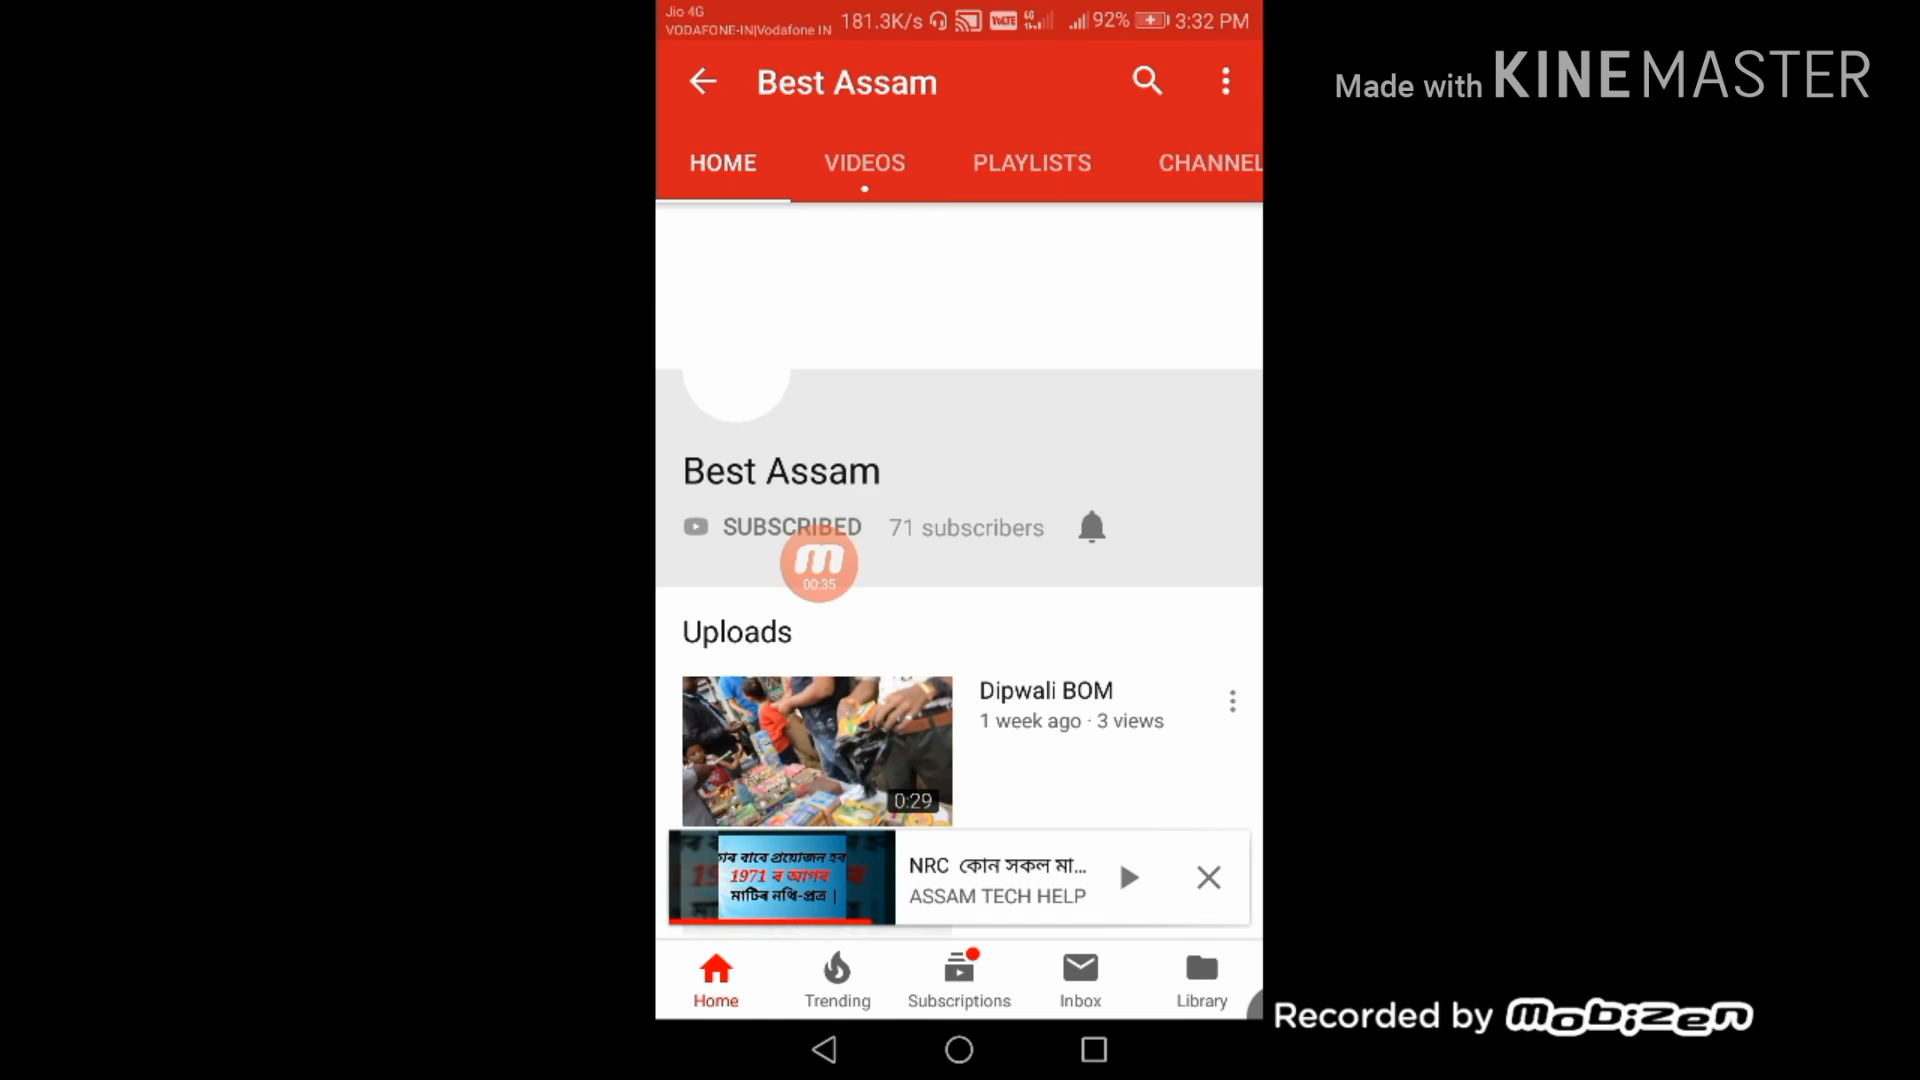 Jio 4G
VODAFONE-IN|Vodafone IN 181.3K/s VoLTE 92% 3:32 PM
Best Assam
HOME VIDEOS PLAYLISTS CHANNEL
Made with KINEMASTER
Best Assam
SUBSCRIBED 71 subscribers
m
00:35
Uploads
Dipwali BOM
1 week ago · 3 views
0:29
1971 ৰ আগৰ
মাটিৰ নথি-পত্ৰ |
NRC কোন সকল মা...
ASSAM TECH HELP
Home Trending Subscriptions Inbox Library
Recorded by mobizen